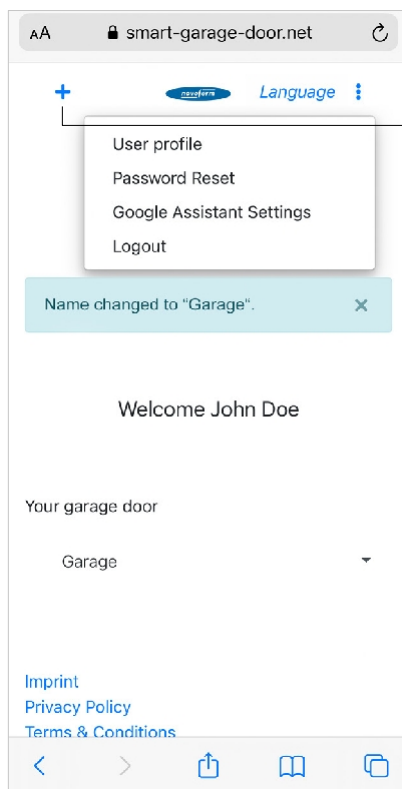 AA smart-garage-door.net
+ novoferm Language
User profile
Password Reset
Google Assistant Settings
Logout
Name changed to “Garage“. ×
Welcome John Doe
Your garage door
Garage
Imprint
Privacy Policy
Terms & Conditions